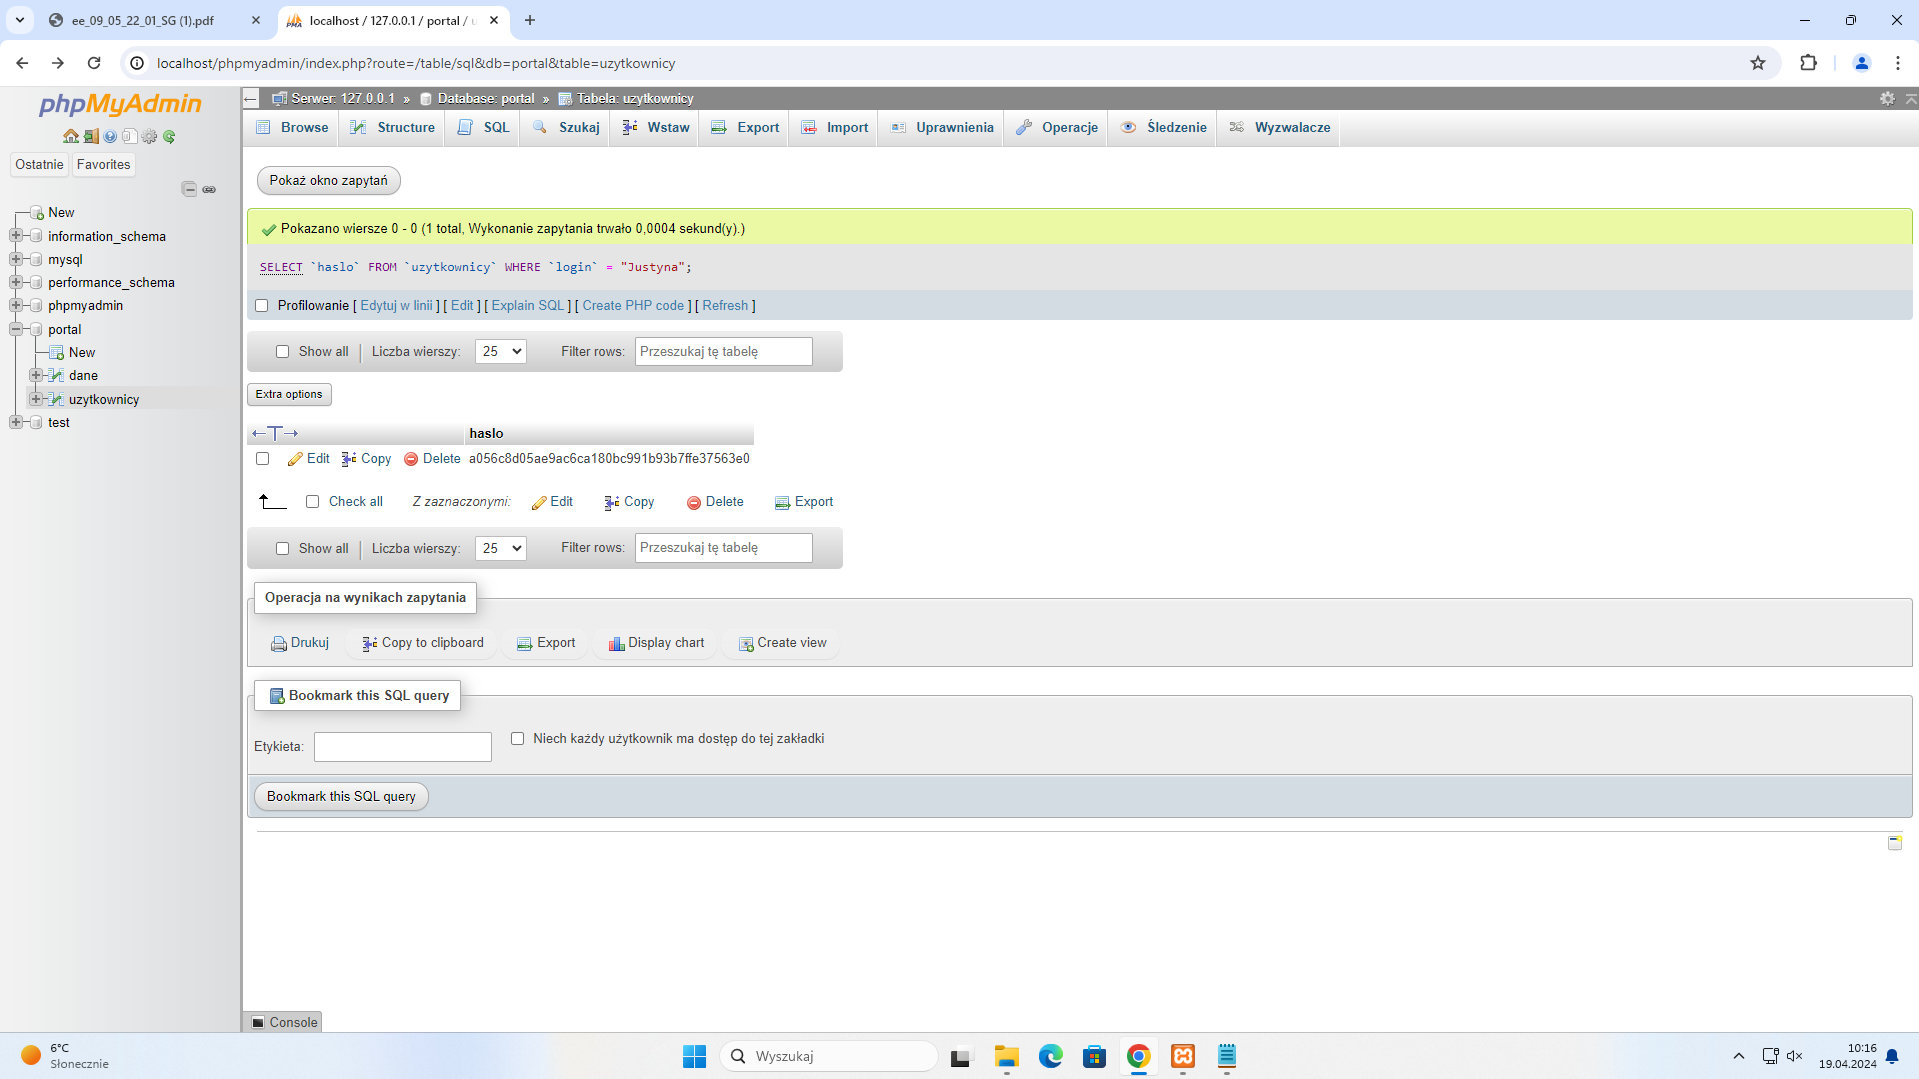 ee_09_05_22_01_SG (1).pdf
localhost / 127.0.0.1 / portal / u
localhost/phpmyadmin/index.php?route=/table/sql&db=portal&table=uzytkownicy
phpMyAdmin
Ostatnie Favorites
New
information_schema
mysql
performance_schema
phpmyadmin
portal
New
dane
uzytkownicy
test
Serwer: 127.0.0.1 » Database: portal » Tabela: uzytkownicy
Browse Structure SQL Szukaj Wstaw Export Import Uprawnienia Operacje Śledzenie Wyzwalacze
Pokaż okno zapytań
Pokazano wiersze 0 - 0 (1 total, Wykonanie zapytania trwało 0,0004 sekund(y).)
SELECT `haslo` FROM `uzytkownicy` WHERE `login` = "Justyna";
Profilowanie [ Edytuj w linii ] [ Edit ] [ Explain SQL ] [ Create PHP code ] [ Refresh ]
Show all Liczba wierszy: 25 Filter rows: Przeszukaj tę tabelę
Extra options
←T→ haslo
Edit Copy Delete a056c8d05ae9ac6ca180bc991b93b7ffe37563e0
Check all Z zaznaczonymi: Edit Copy Delete Export
Show all Liczba wierszy: 25 Filter rows: Przeszukaj tę tabelę
Operacja na wynikach zapytania
Drukuj Copy to clipboard Export Display chart Create view
Bookmark this SQL query
Etykieta: Niech każdy użytkownik ma dostęp do tej zakładki
Bookmark this SQL query
Console
6°C
Słonecznie
Wyszukaj
10:16
19.04.2024